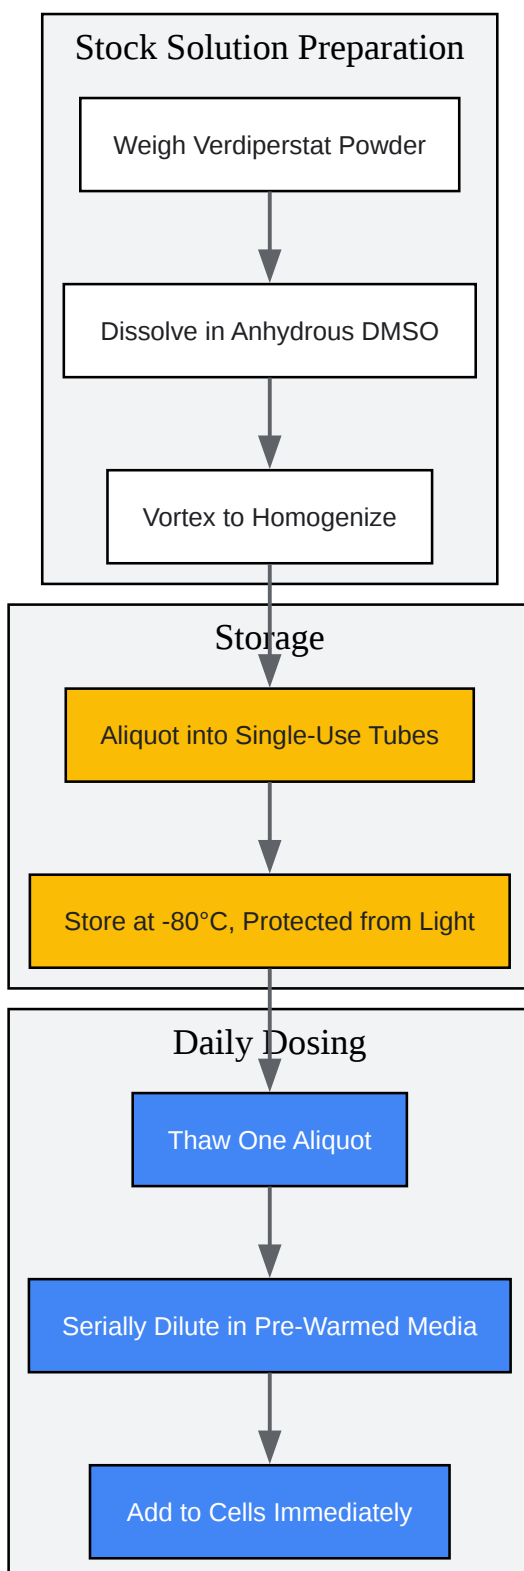 Stock Solution Preparation
Weigh Verdiperstat Powder
Dissolve in Anhydrous DMSO
Vortex to Homogenize
Storage
Aliquot into Single-Use Tubes
Store at -80°C, Protected from Light
Daily Dosing
Thaw One Aliquot
Serially Dilute in Pre-Warmed Media
Add to Cells Immediately